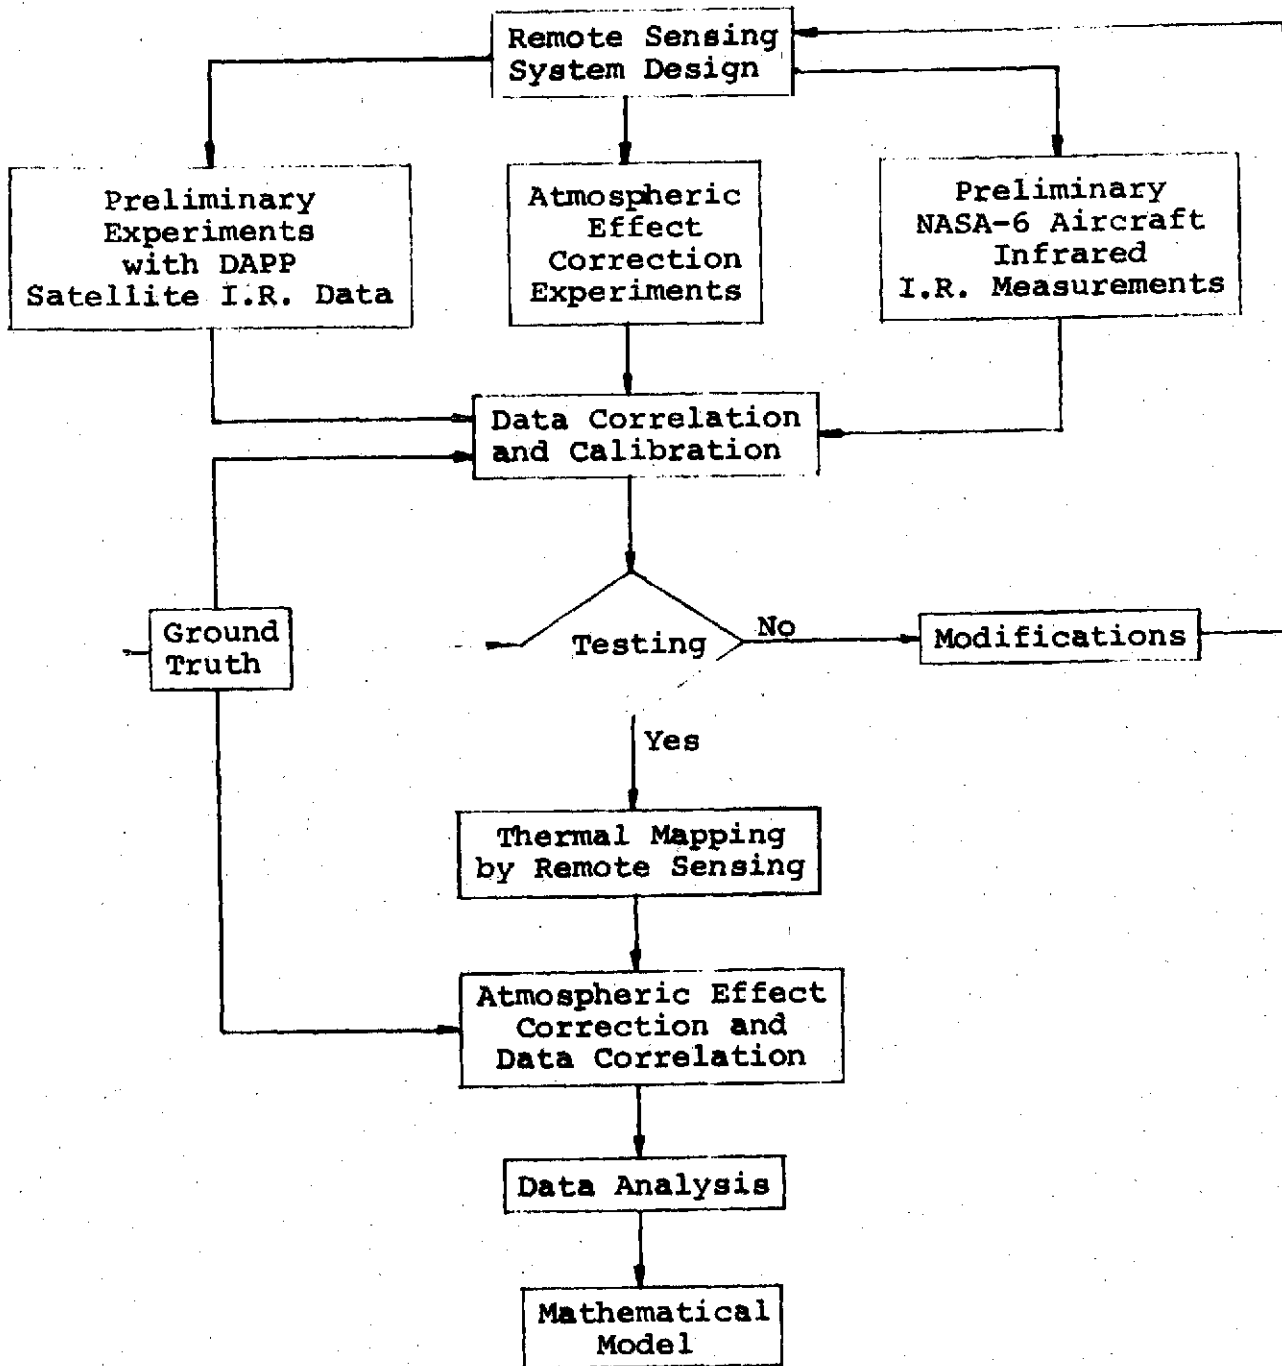 Remote Sensing
System Design
Preliminary
Experiments
with DAPP
Satellite I.R. Data
Atmospheric
Effect
Correction
Experiments
Preliminary
NASA-6 Aircraft
Infrared
I.R. Measurements
Data Correlation
and Calibration
Ground
Truth
Testing
No
Modifications
Yes
Thermal Mapping
by Remote Sensing
Atmospheric Effect
Correction and
Data Correlation
Data Analysis
Mathematical
Model